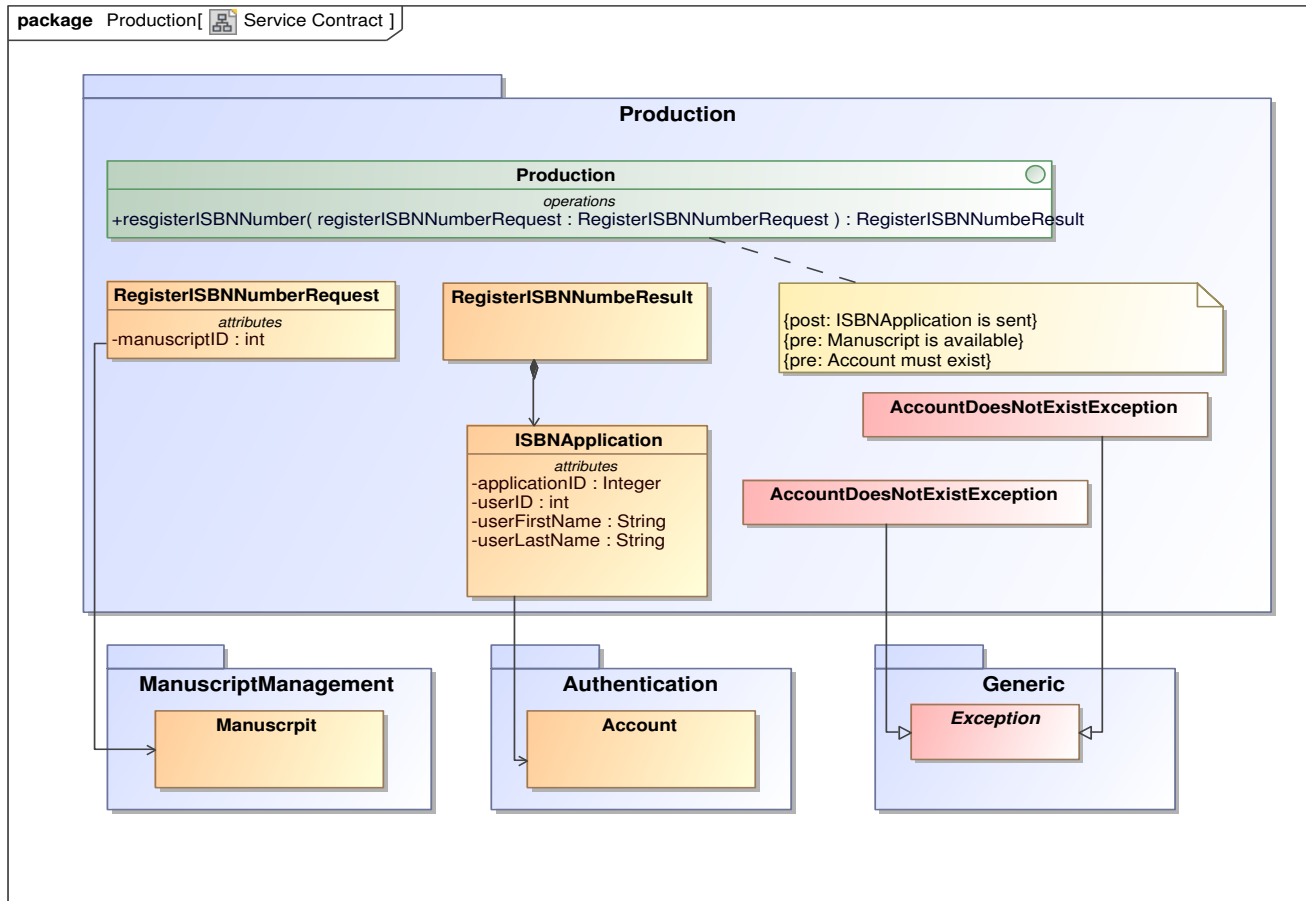 package Production[ Service Contract ]
Production
Production
operations
+resgisterISBNNumber( registerISBNNumberRequest : RegisterISBNNumberRequest ) : RegisterISBNNumbeResult
RegisterISBNNumberRequest
attributes
-manuscriptID : int
RegisterISBNNumbeResult
{post: ISBNApplication is sent}
{pre: Manuscript is available}
{pre: Account must exist}
AccountDoesNotExistException
ISBNApplication
attributes
-applicationID : Integer
-userID : int
-userFirstName : String
-userLastName : String
AccountDoesNotExistException
ManuscriptManagement
Manuscrpit
Authentication
Account
Generic
Exception